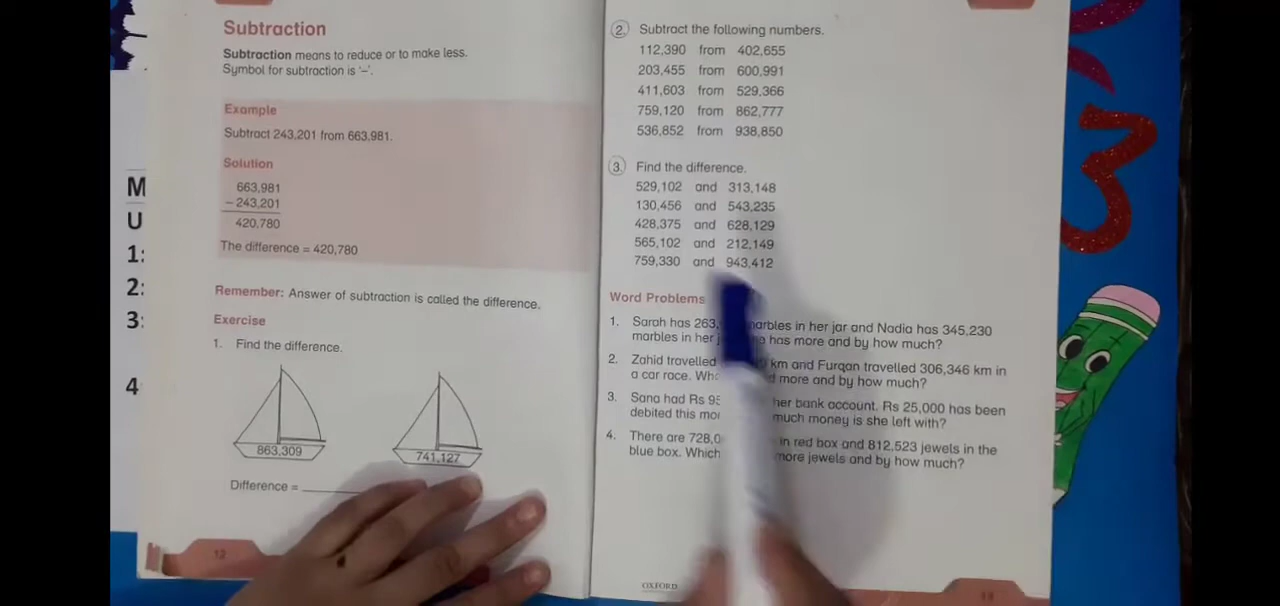 Subtraction
Subtraction means to reduce or to make less.
Symbol for subtraction is '–'.
Example
Subtract 243,201 from 663,981.
Solution
663,981
– 243,201
420,780
The difference = 420,780
Remember: Answer of subtraction is called the difference.
Exercise
1. Find the difference.
863,309
741,127
Difference =
12
M
U
1:
2:
3:
4
2. Subtract the following numbers.
112,390 from 402,655
203,455 from 600,991
411,603 from 529,366
759,120 from 862,777
536,852 from 938,850
3. Find the difference.
529,102 and 313,148
130,456 and 543,235
428,375 and 628,129
565,102 and 212,149
759,330 and 943,412
Word Problems
1. Sarah has 263, marbles in her jar and Nadia has 345,230
marbles in her has more and by how much?
2. Zahid travelled km and Furqan travelled 306,346 km in
a car race. more and by how much?
3. Sana had Rs her bank account. Rs 25,000 has been
debited this much money is she left with?
4. There are in red box and 812,523 jewels in the
blue box. Which more jewels and by how much?
OXFORD
13